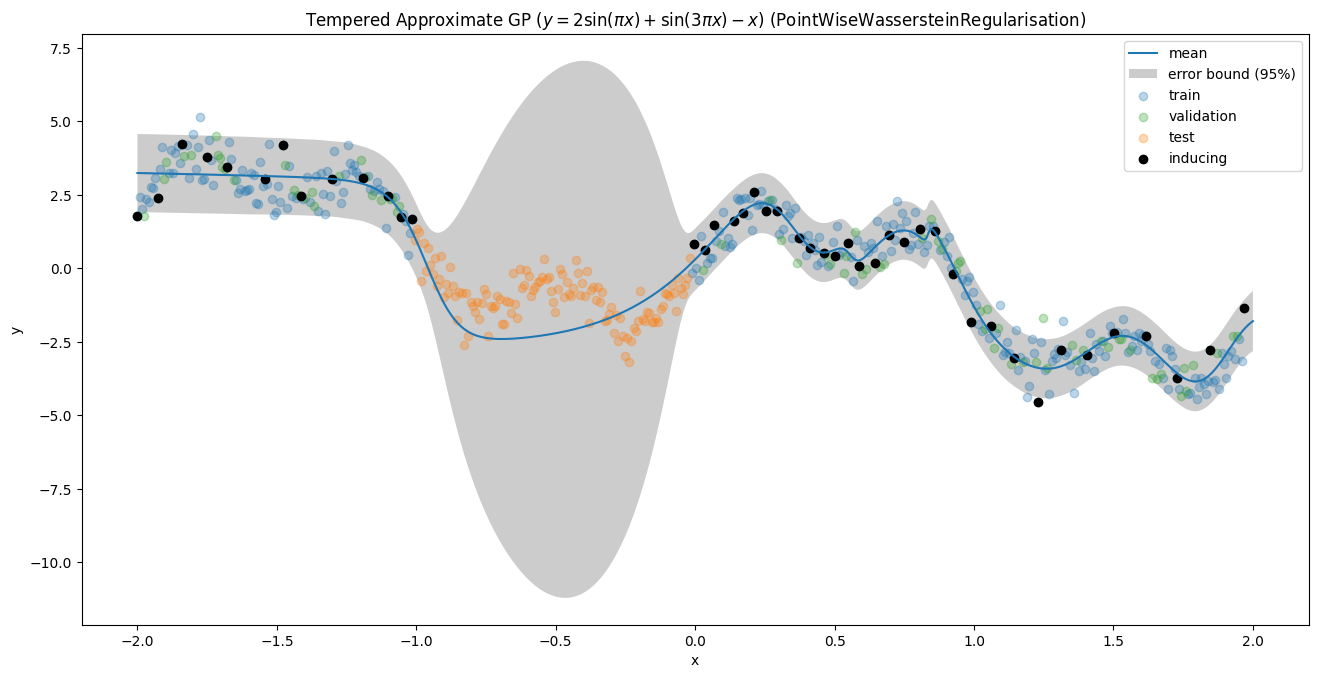 Tempered Approximate GP (y = 2sin(πx) + sin(3πx) − x) (PointWiseWassersteinRegularisation)
mean
error bound (95%)
train
validation
test
inducing
7.5
5.0
2.5
0.0
−2.5
−5.0
−7.5
−10.0
y
−2.0 −1.5 −1.0 −0.5 0.0 0.5 1.0 1.5 2.0
x